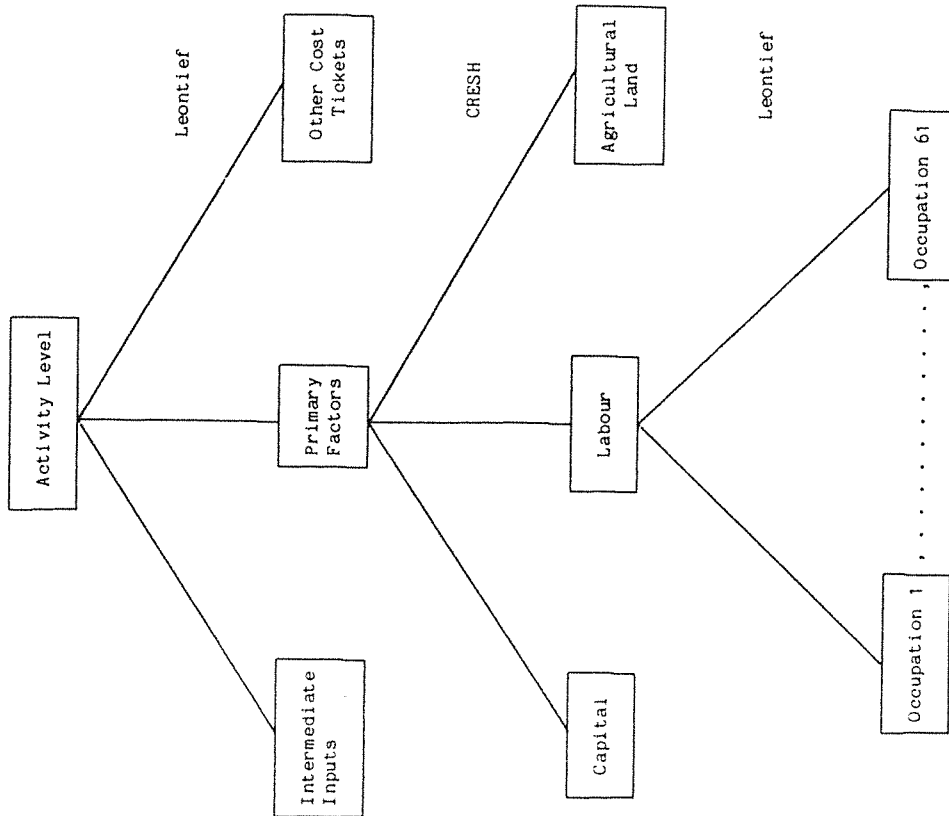 Activity Level
Leontief
Intermediate
Inputs
Primary
Factors
Other Cost
Tickets
CRESH
Capital
Labour
Agricultural
Land
Leontief
Occupation 1
, . . . . . . . . . . . . . ,
Occupation 61